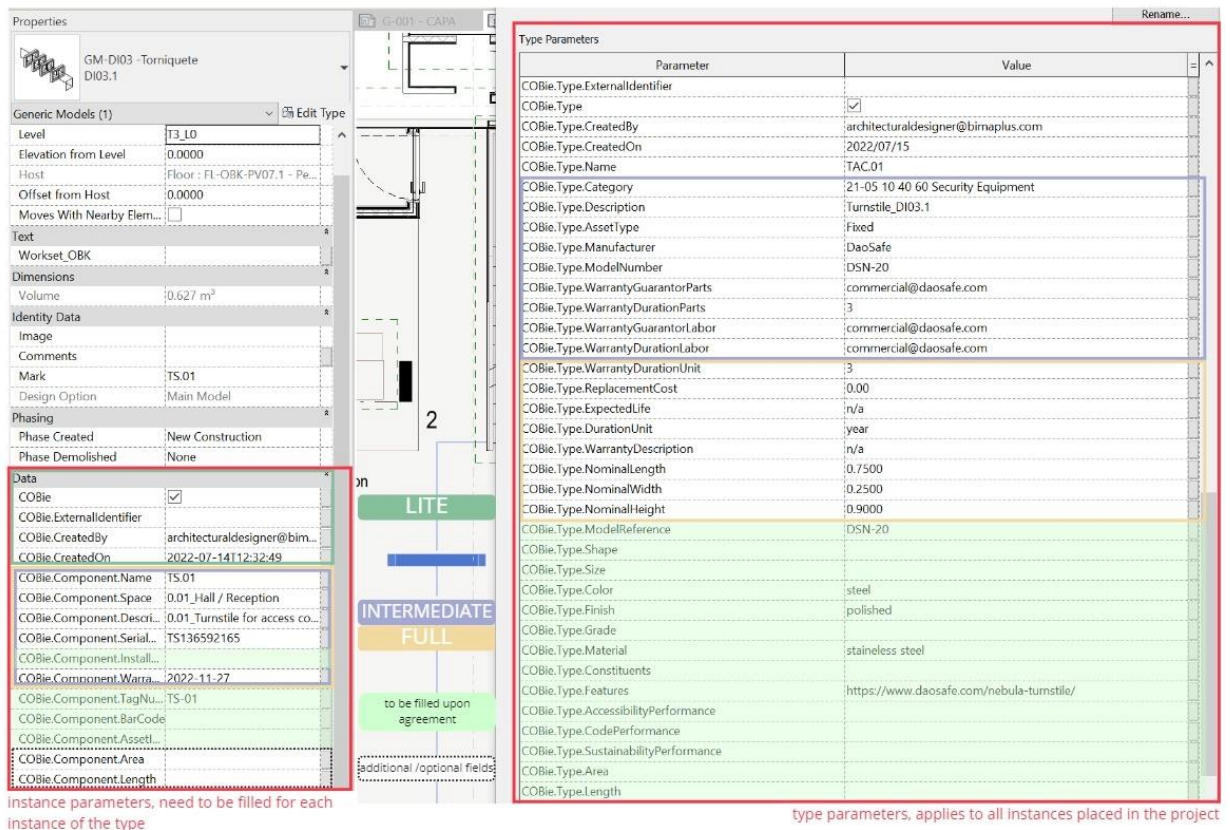 Properties
GM-DI03 -Torniquete
DI03.1
Generic Models (1)
Edit Type
Level T3_L0
Elevation from Level 0.0000
Host Floor : FL-OBK-PV07.1 - Pe...
Offset from Host 0.0000
Moves With Nearby Elem...
Text
Workset_OBK
Dimensions
Volume 0.627 m³
Identity Data
Image
Comments
Mark TS.01
Design Option Main Model
Phasing
Phase Created New Construction
Phase Demolished None
Data
COBie
COBie.ExternalIdentifier
COBie.CreatedBy architecturaldesigner@bim...
COBie.CreatedOn 2022-07-14T12:32:49
COBie.Component.Name TS.01
COBie.Component.Space 0.01_Hall / Reception
COBie.Component.Descri... 0.01_Turnstile for access co...
COBie.Component.Serial... TS136592165
COBie.Component.Install...
COBie.Component.Warra... 2022-11-27
COBie.Component.TagNu... TS-01
COBie.Component.BarCode
COBie.Component.AssetI...
COBie.Component.Area
COBie.Component.Length
instance parameters, need to be filled for each
instance of the type
G-001 - CAPA
2
on
LITE
INTERMEDIATE
FULL
to be filled upon
agreement
additional /optional fields
Rename...
Type Parameters
Parameter Value =
COBie.Type.ExternalIdentifier
COBie.Type
COBie.Type.CreatedBy architecturaldesigner@bimaplus.com
COBie.Type.CreatedOn 2022/07/15
COBie.Type.Name TAC.01
COBie.Type.Category 21-05 10 40 60 Security Equipment
COBie.Type.Description Turnstile_DI03.1
COBie.Type.AssetType Fixed
COBie.Type.Manufacturer DaoSafe
COBie.Type.ModelNumber DSN-20
COBie.Type.WarrantyGuarantorParts commercial@daosafe.com
COBie.Type.WarrantyDurationParts 3
COBie.Type.WarrantyGuarantorLabor commercial@daosafe.com
COBie.Type.WarrantyDurationLabor commercial@daosafe.com
COBie.Type.WarrantyDurationUnit 3
COBie.Type.ReplacementCost 0.00
COBie.Type.ExpectedLife n/a
COBie.Type.DurationUnit year
COBie.Type.WarrantyDescription n/a
COBie.Type.NominalLength 0.7500
COBie.Type.NominalWidth 0.2500
COBie.Type.NominalHeight 0.9000
COBie.Type.ModelReference DSN-20
COBie.Type.Shape
COBie.Type.Size
COBie.Type.Color steel
COBie.Type.Finish polished
COBie.Type.Grade
COBie.Type.Material staineless steel
COBie.Type.Constituents
COBie.Type.Features https://www.daosafe.com/nebula-turnstile/
COBie.Type.AccessibilityPerformance
COBie.Type.CodePerformance
COBie.Type.SustainabilityPerformance
COBie.Type.Area
COBie.Type.Length
type parameters, applies to all instances placed in the project